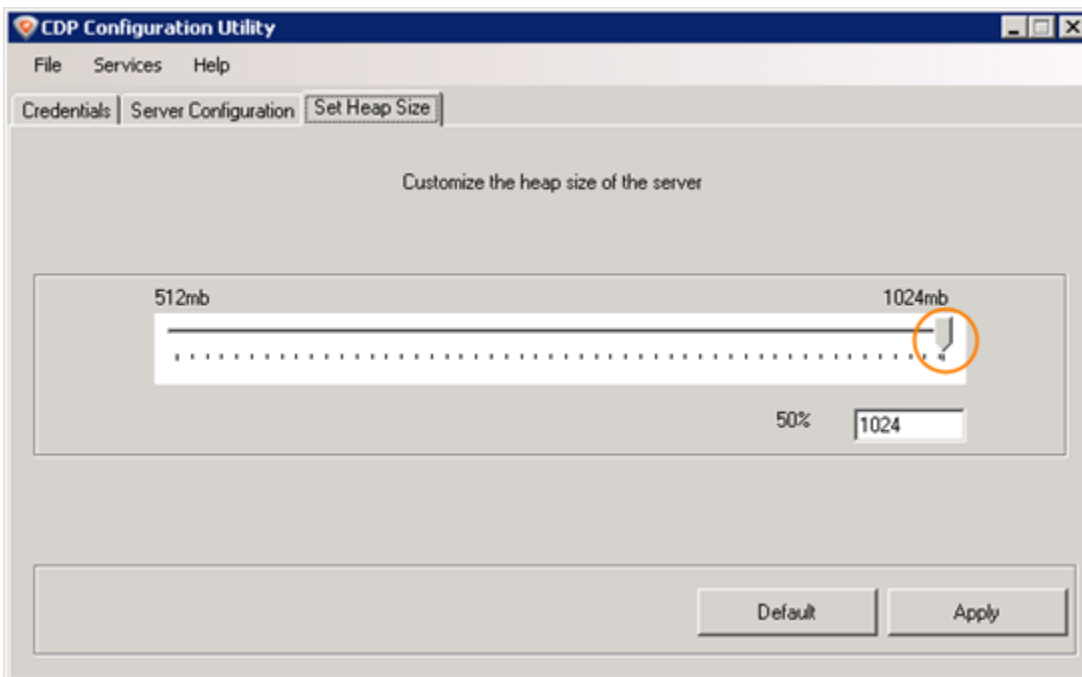 CDP Configuration Utility
File Services Help
Credentials Server Configuration Set Heap Size
Customize the heap size of the server
512mb 1024mb
50% 1024
Default Apply